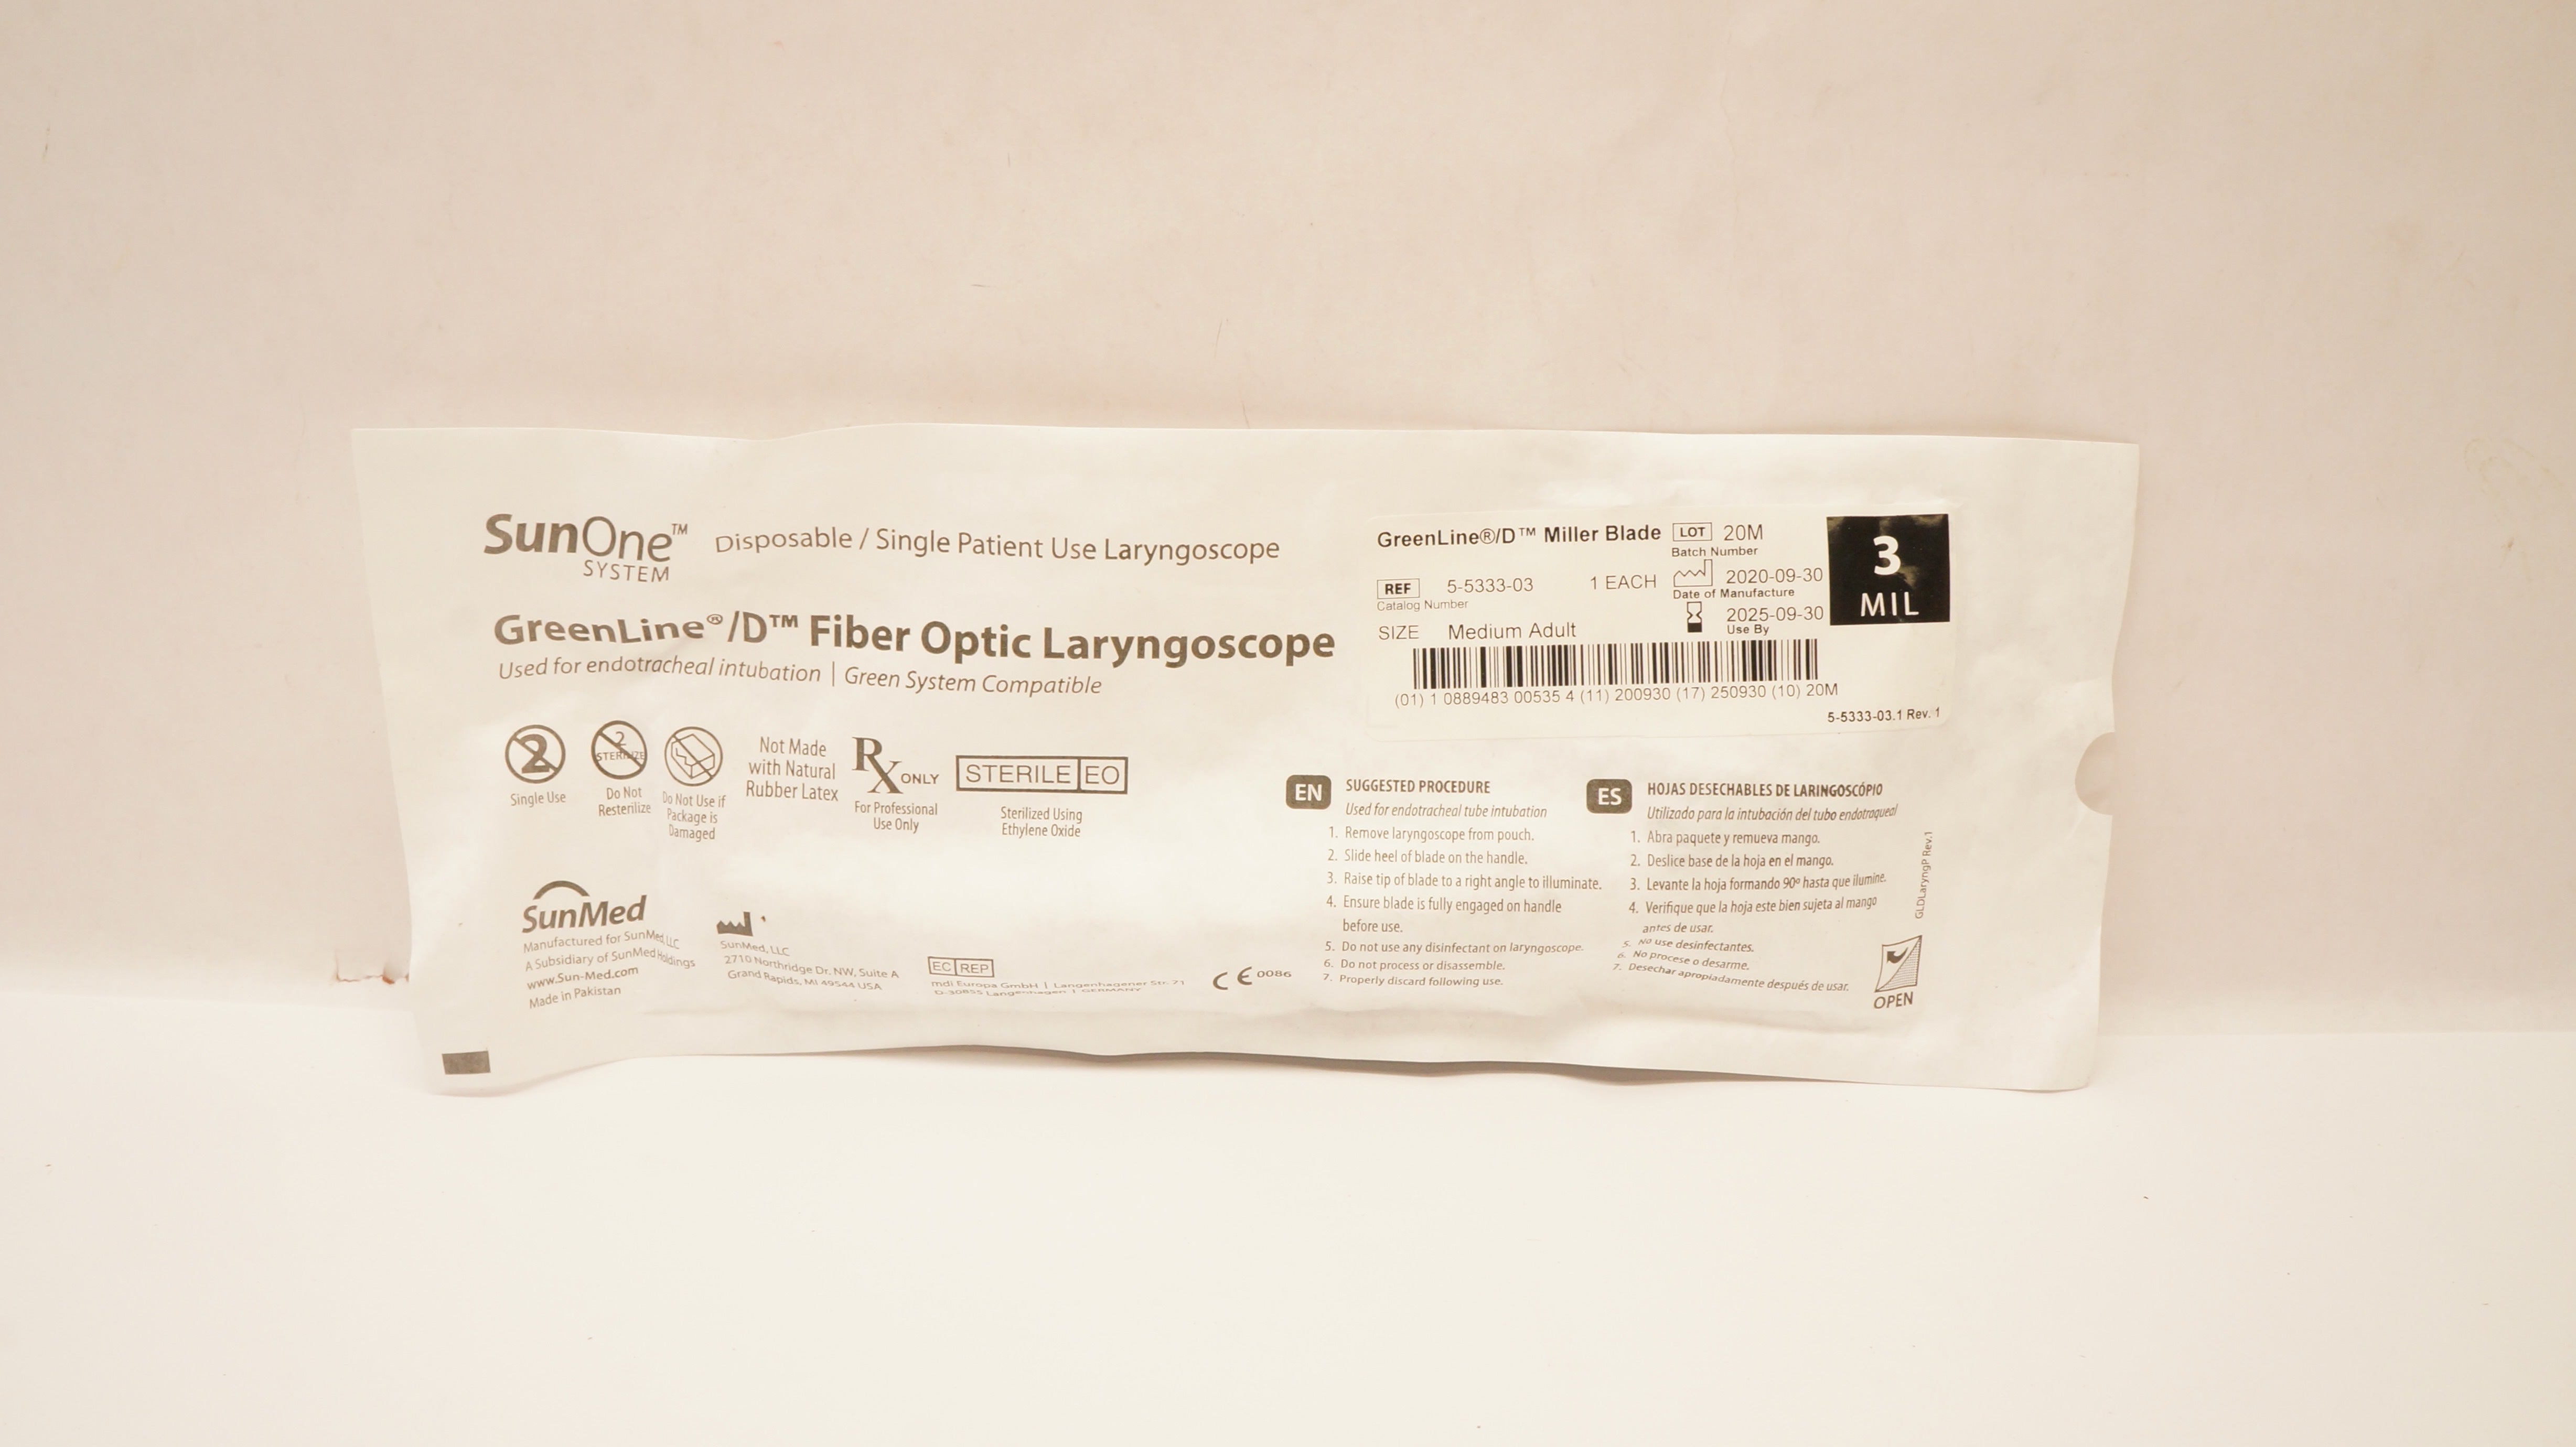 SunOne™
SYSTEM
Disposable / Single Patient Use Laryngoscope
GreenLine®/D™ Fiber Optic Laryngoscope
Used for endotracheal intubation | Green System Compatible
2
Single Use
2
STERILIZE
Do Not
Resterilize
Do Not Use if
Package is
Damaged
Not Made
with Natural
Rubber Latex
Rx ONLY
For Professional
Use Only
STERILE EO
Sterilized Using
Ethylene Oxide
SunMed
Manufactured for SunMed, LLC
A Subsidiary of SunMed Holdings
www.Sun-Med.com
Made in Pakistan
SunMed, LLC
2710 Northridge Dr. NW, Suite A
Grand Rapids, MI 49544 USA
EC REP
mdi Europa GmbH | Langenhagener Str. 71
D-30855 Langenhagen | GERMANY
CE 0086
GreenLine®/D™ Miller Blade
LOT 20M
Batch Number
REF 5-5333-03 1 EACH
Catalog Number
2020-09-30
Date of Manufacture
2025-09-30
Use By
SIZE Medium Adult
3
MIL
(01) 1 0889483 00535 4 (11) 200930 (17) 250930 (10) 20M
5-5333-03.1 Rev. 1
EN
SUGGESTED PROCEDURE
Used for endotracheal tube intubation
1. Remove laryngoscope from pouch.
2. Slide heel of blade on the handle.
3. Raise tip of blade to a right angle to illuminate.
4. Ensure blade is fully engaged on handle
before use.
5. Do not use any disinfectant on laryngoscope.
6. Do not process or disassemble.
7. Properly discard following use.
ES
HOJAS DESECHABLES DE LARINGOSCÓPIO
Utilizado para la intubación del tubo endotraqueal
1. Abra paquete y remueva mango.
2. Deslice base de la hoja en el mango.
3. Levante la hoja formando 90º hasta que ilumine.
4. Verifique que la hoja este bien sujeta al mango
antes de usar.
5. No use desinfectantes.
6. No procese o desarme.
7. Desechar apropiadamente después de usar.
GLDLaryngP Rev.1
OPEN